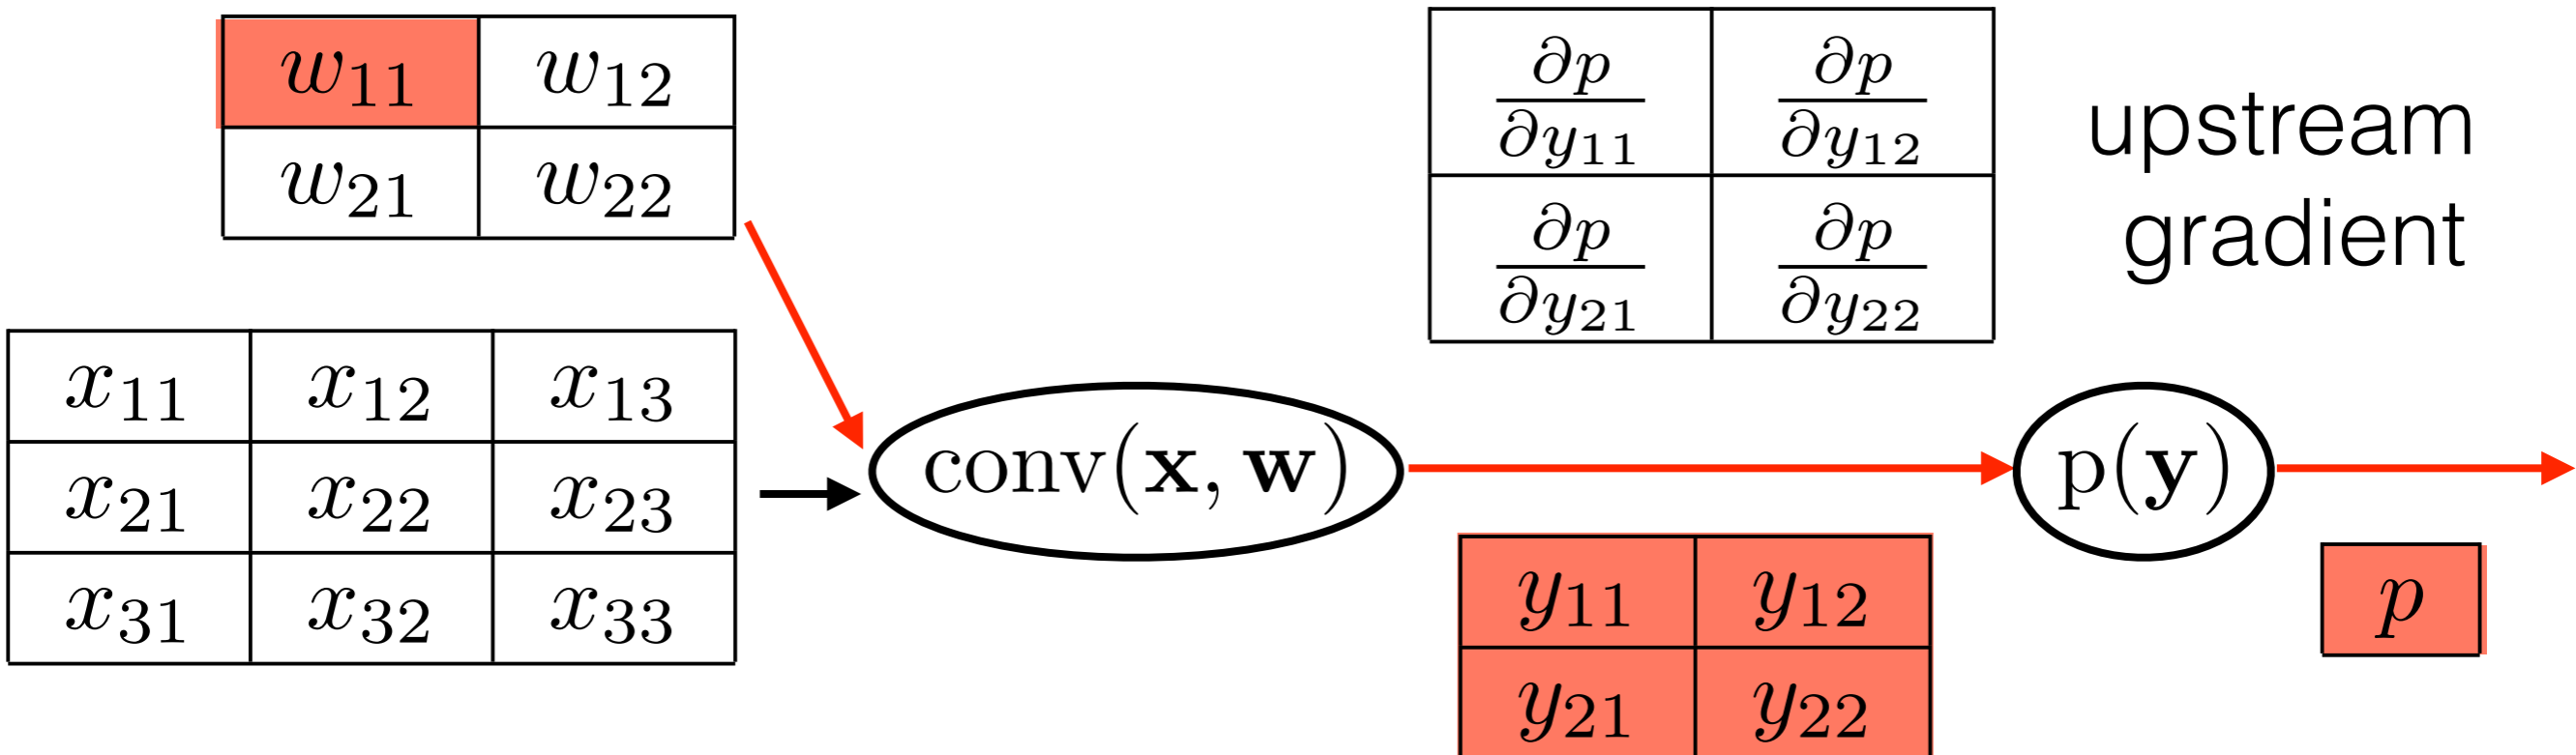 w₁₁ w₁₂
w₂₁ w₂₂
x₁₁ x₁₂ x₁₃
x₂₁ x₂₂ x₂₃
x₃₁ x₃₂ x₃₃
conv(𝐱, 𝐰)
∂p/∂y₁₁ ∂p/∂y₁₂
∂p/∂y₂₁ ∂p/∂y₂₂
upstream
gradient
y₁₁ y₁₂
y₂₁ y₂₂
p(𝐲)
p